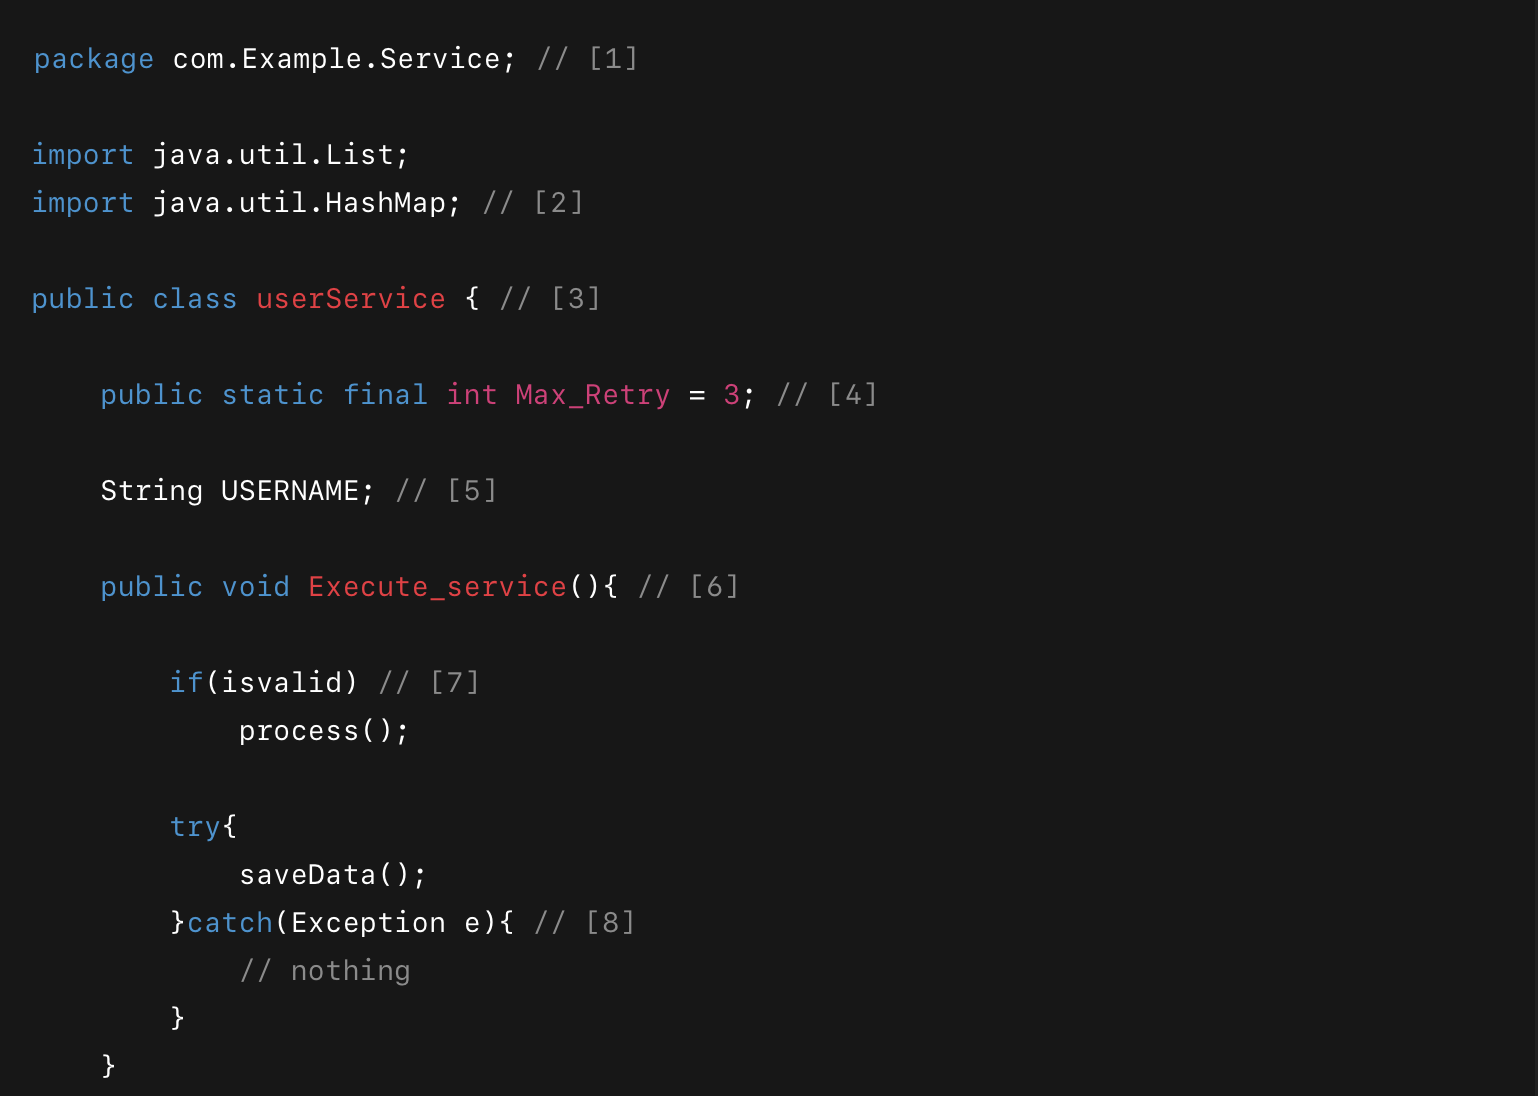 package com.Example.Service; // [1]
import java.util.List;
import java.util.HashMap; // [2]
public class userService { // [3]
public static final int Max_Retry = 3; // [4]
String USERNAME; // [5]
public void Execute_service(){ // [6]
if(isvalid) // [7]
process();
try{
saveData();
}catch(Exception e){ // [8]
// nothing
}
}